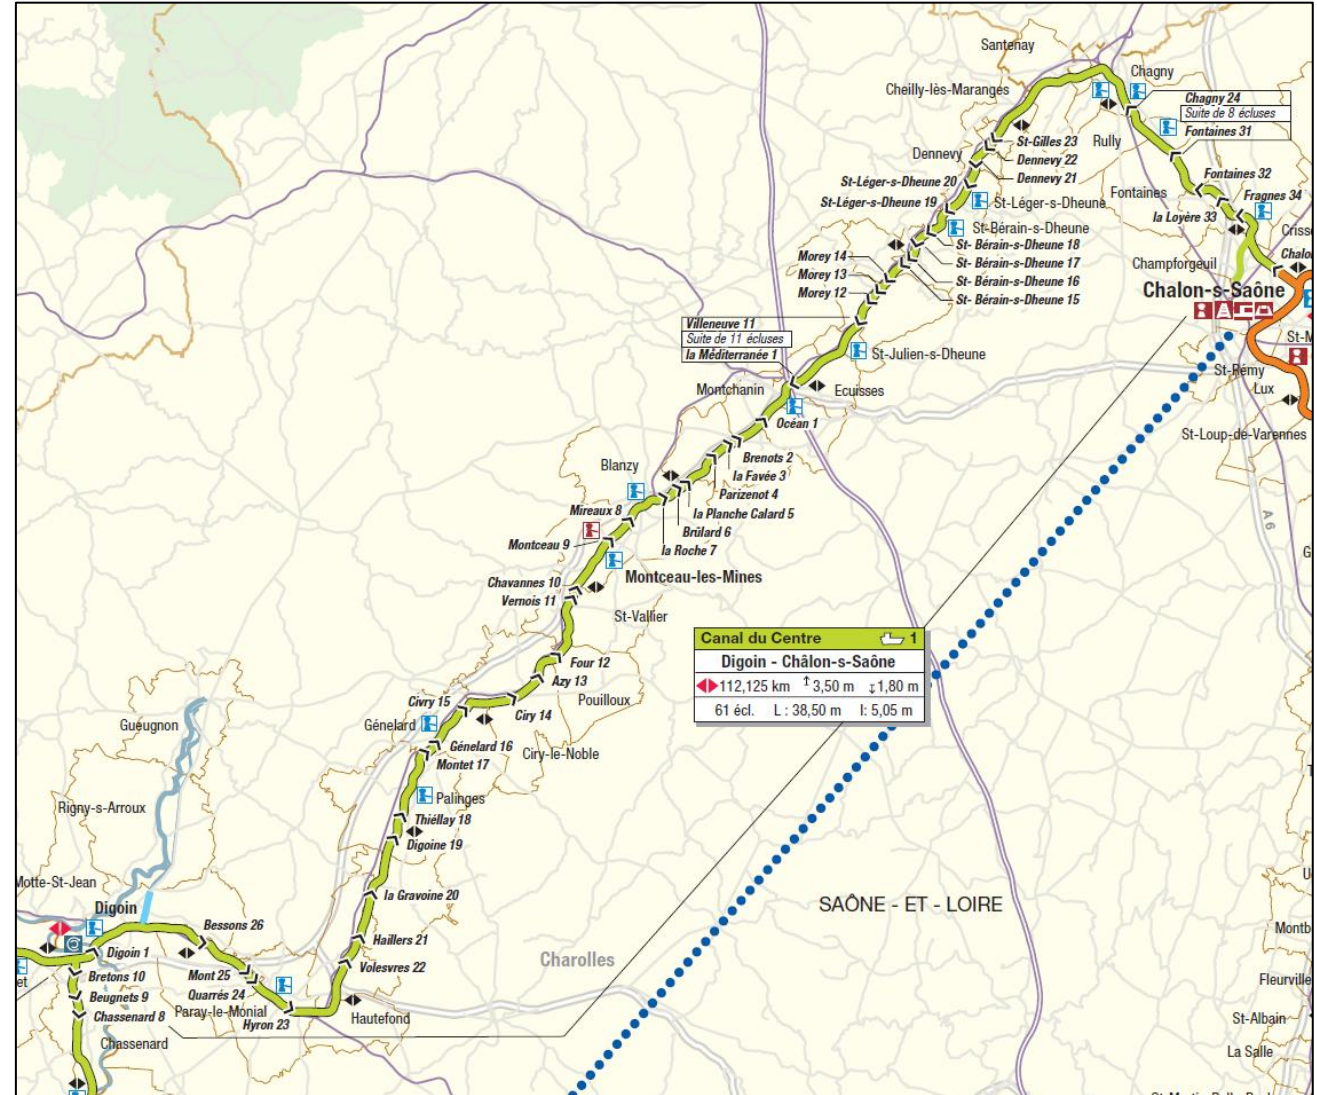 Santenay
Chagny
Cheilly-lès-Maranges
Chagny 24
Suite de 8 écluses
Fontaines 31
St-Gilles 23
Rully
Dennevy
Dennevy 22
Dennevy 21
Fontaines 32
St-Léger-s-Dheune 20
Fontaines
Fragnes 34
St-Léger-s-Dheune 19
St-Léger-s-Dheune
la Loyère 33
St-Bérain-s-Dheune
St- Bérain-s-Dheune 18
Morey 14
St- Bérain-s-Dheune 17
Champforgeuil
Morey 13
St- Bérain-s-Dheune 16
Morey 12
St- Bérain-s-Dheune 15
Chalon-s-Saône
Villeneuve 11
Suite de 11 écluses
la Méditerranée 1
St-Julien-s-Dheune
St-Rémy
Montchanin
Ecuisses
Lux
Océan 1
St-Loup-de-Varennes
Brenots 2
Blanzy
la Favée 3
Parizenot 4
Mireaux 8
la Planche Calard 5
A 6
Brûlard 6
Montceau 9
la Roche 7
Chavannes 10
Montceau-les-Mines
Vernois 11
St-Vallier
Canal du Centre 1
Digoin - Châlon-s-Saône
112,125 km 3,50 m 1,80 m
61 écl. L : 38,50 m l: 5,05 m
Four 12
Azy 13
Pouilloux
Civry 15
Ciry 14
Gueugnon
Génelard
Génelard 16
Ciry-le-Noble
Montet 17
Palinges
Rigny-s-Arroux
Thiéllay 18
Digoine 19
Motte-St-Jean
la Gravoine 20
SAÔNE - ET - LOIRE
Digoin
Bessons 26
Haillers 21
Digoin 1
Charolles
Volesvres 22
Bretons 10
Mont 25
Beugnets 9
Quarrés 24
Fleurville
Chassenard 8
Paray-le-Monial
Hyron 23
Hautefond
St-Albain
Chassenard
La Salle